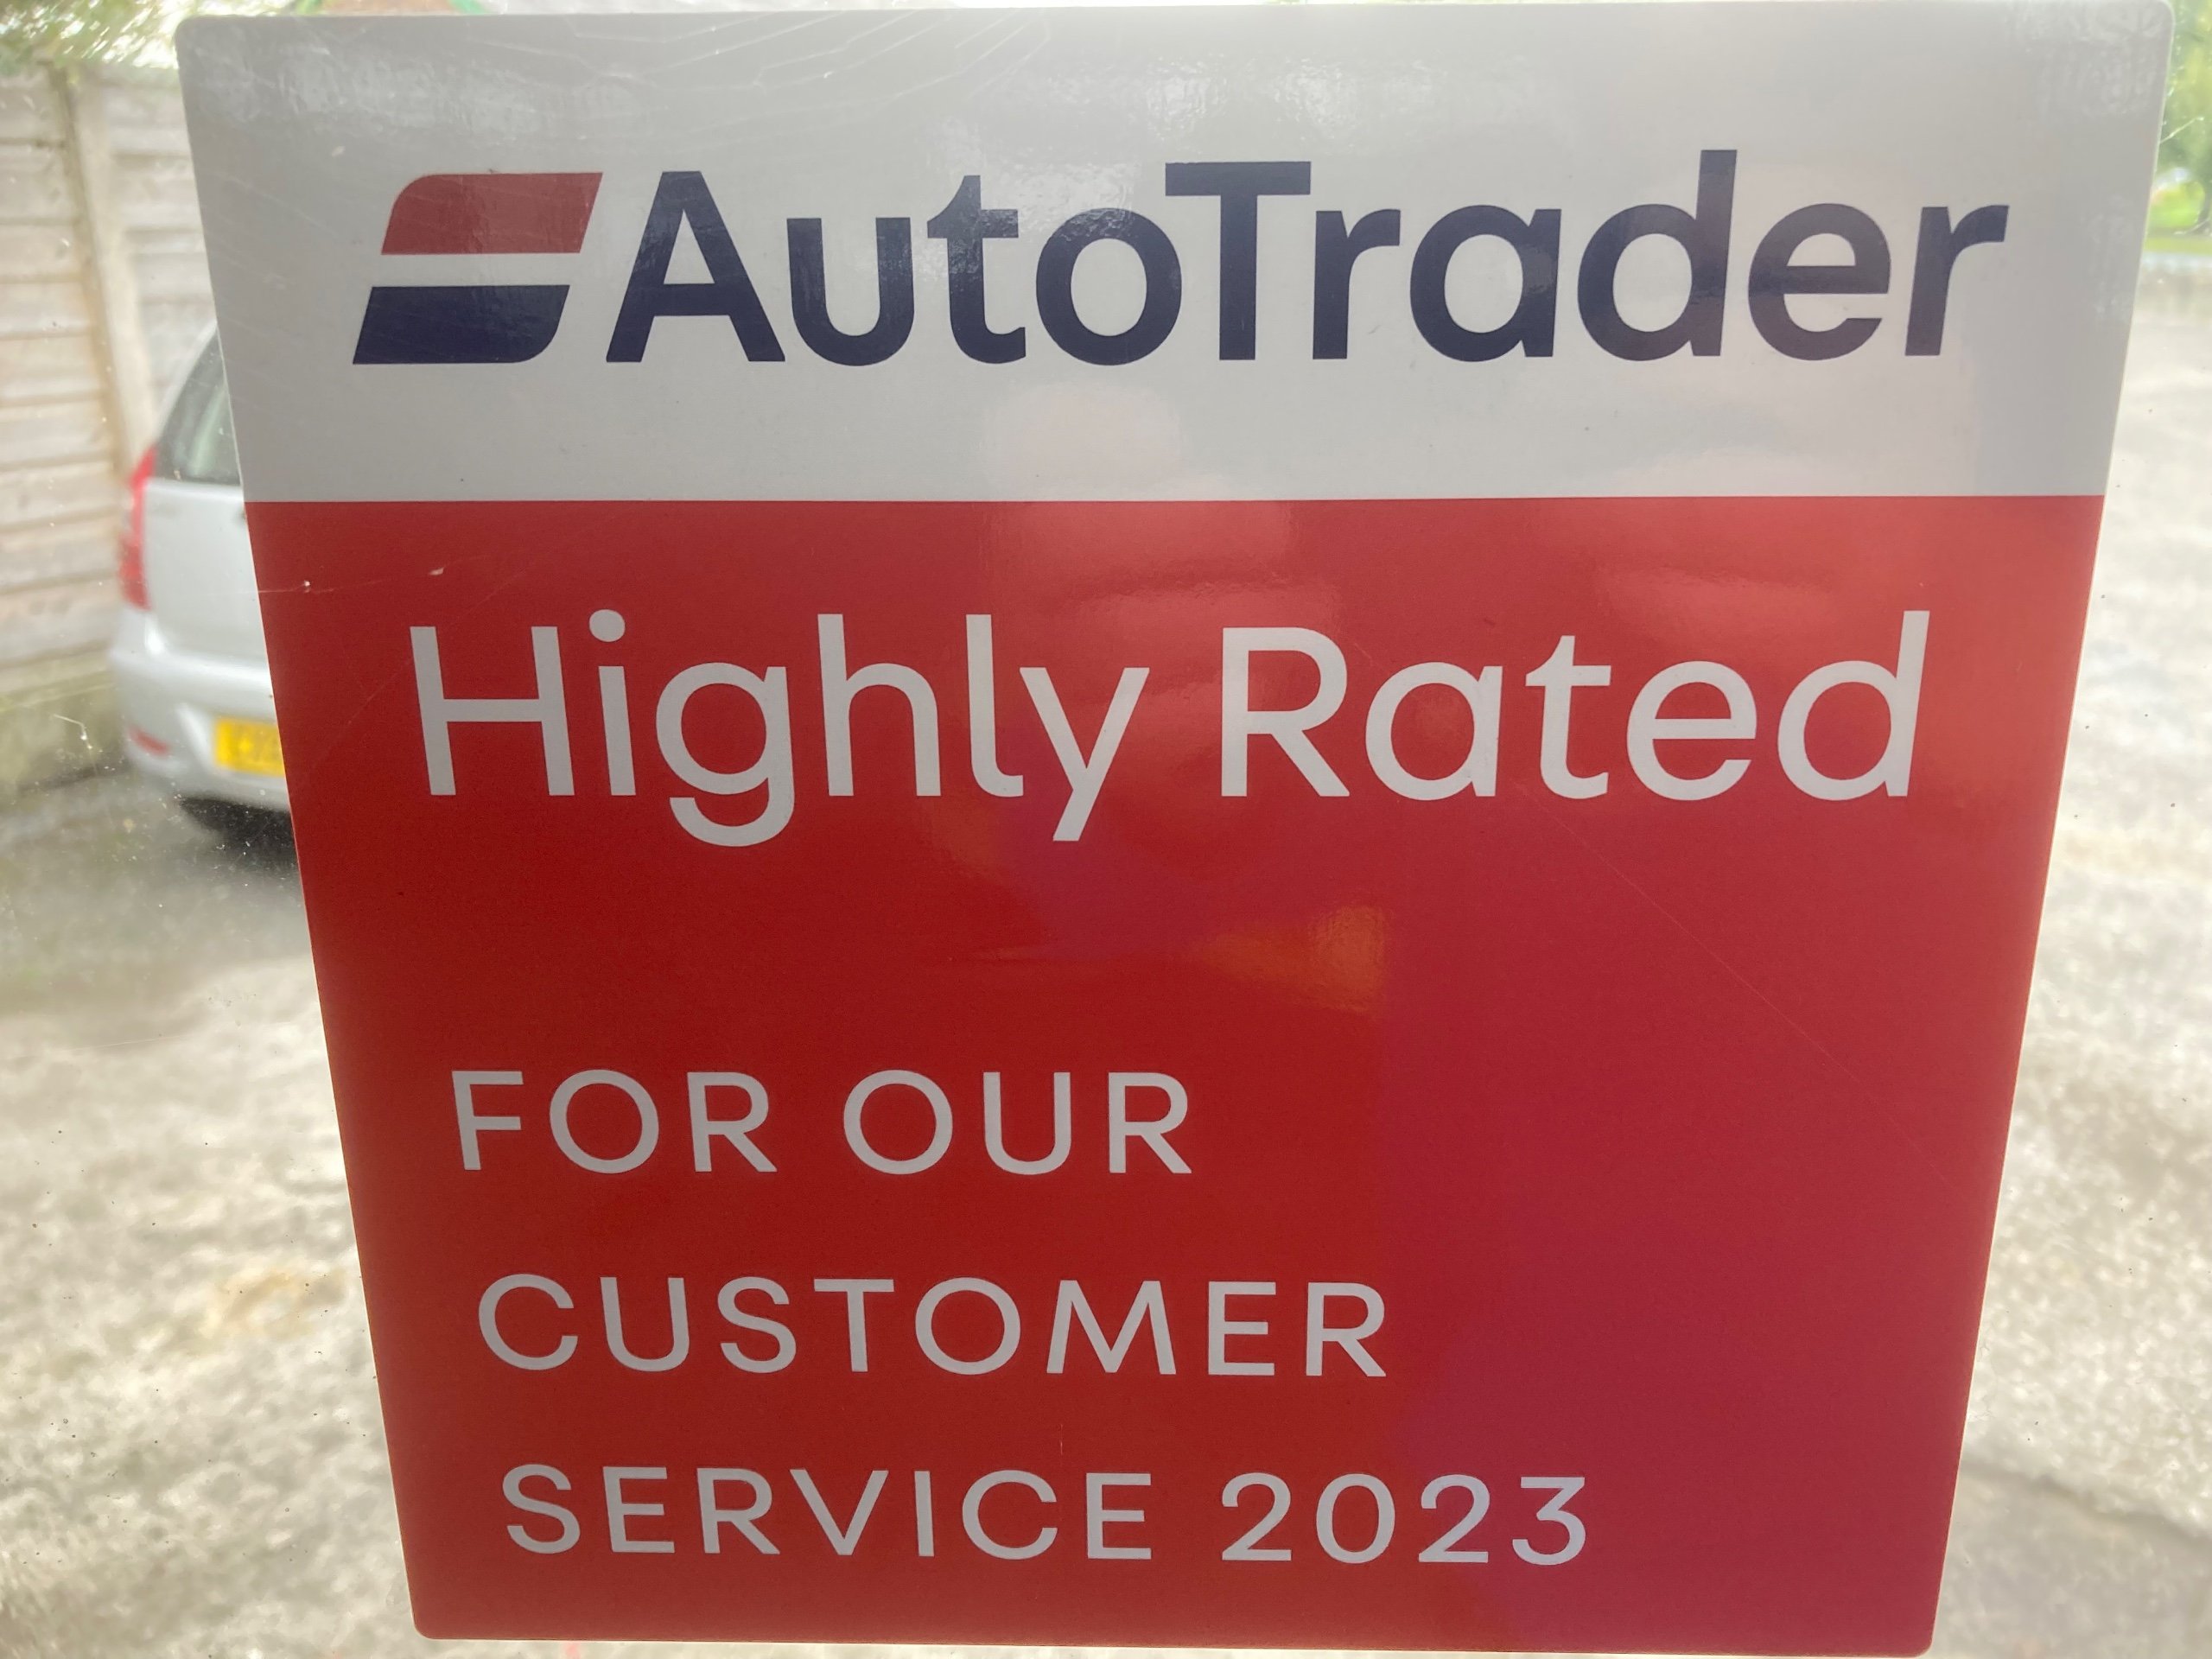 AutoTrader
Highly Rated
FOR OUR
CUSTOMER
SERVICE 2023